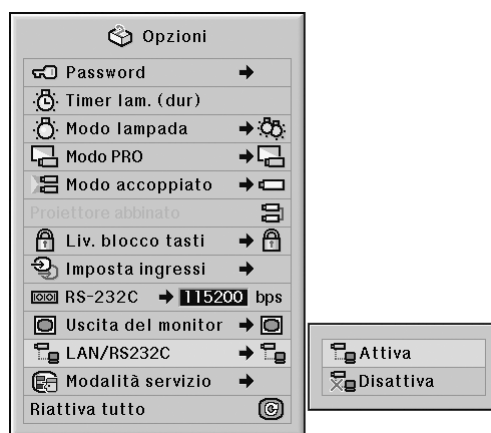 Opzioni
Password
Timer lam. (dur)
Modo lampada
Modo PRO
Modo accoppiato
Proiettore abbinato
Liv. blocco tasti
Imposta ingressi
RS-232C 115200 bps
Uscita del monitor
LAN/RS232C
Modalità servizio
Riattiva tutto
Attiva
Disattiva